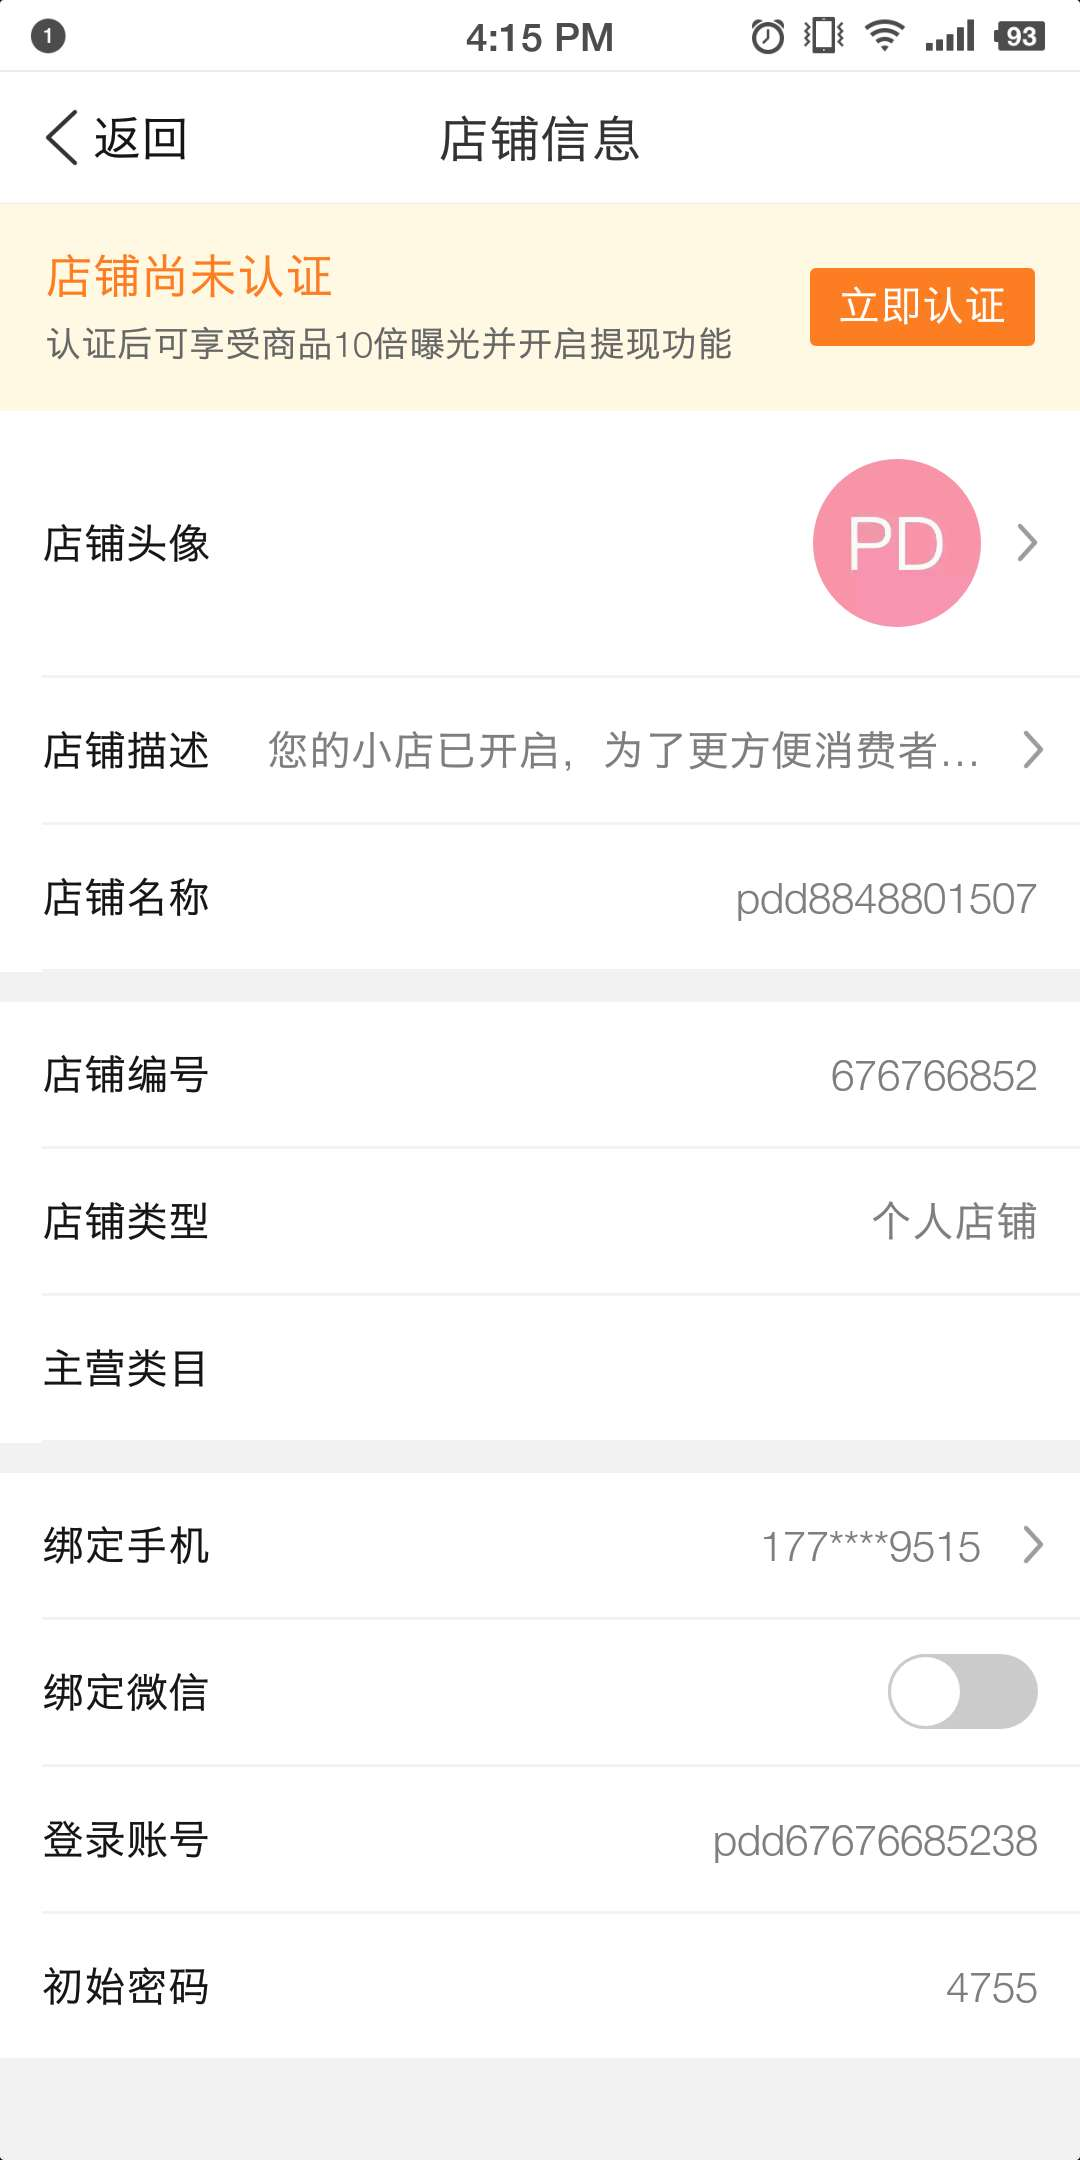 1
4:15 PM
93
返回
店铺信息
店铺尚未认证
认证后可享受商品10倍曝光并开启提现功能
立即认证
店铺头像
PD
店铺描述
您的小店已开启，为了更方便消费者...
店铺名称
pdd8848801507
店铺编号
676766852
店铺类型
个人店铺
主营类目
绑定手机
177****9515
绑定微信
登录账号
pdd67676685238
初始密码
4755